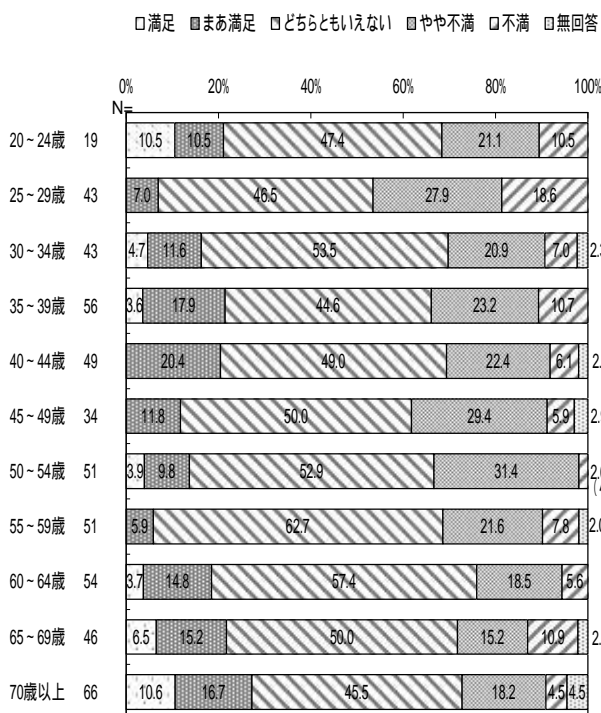 □満足 ■まあ満足 どちらともいえない やや不満 不満 無回答
0% 20% 40% 60% 80% 100%
N=
20~24歳 19 10.5 10.5 47.4 21.1 10.5
25~29歳 43 7.0 46.5 27.9 18.6
30~34歳 43 4.7 11.6 53.5 20.9 7.0
35~39歳 56 3.6 17.9 44.6 23.2 10.7
40~44歳 49 20.4 49.0 22.4 6.1
45~49歳 34 11.8 50.0 29.4 5.9
50~54歳 51 3.9 9.8 52.9 31.4
55~59歳 51 5.9 62.7 21.6 7.8 2.0
60~64歳 54 3.7 14.8 57.4 18.5 5.6
65~69歳 46 6.5 15.2 50.0 15.2 10.9
70歳以上 66 10.6 16.7 45.5 18.2 4.5 4.5